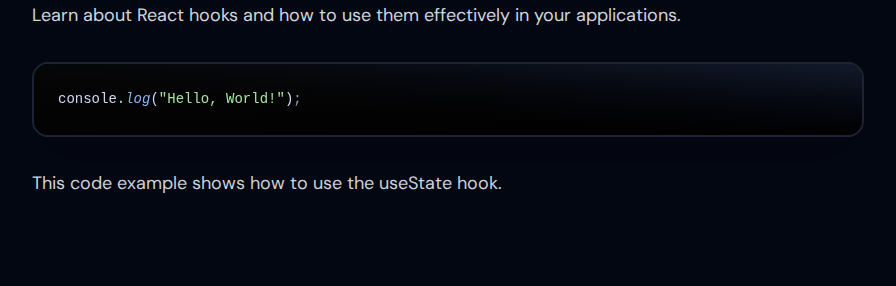 Learn about React hooks and how to use them effectively in your applications.
console.log("Hello, World!");
This code example shows how to use the useState hook.